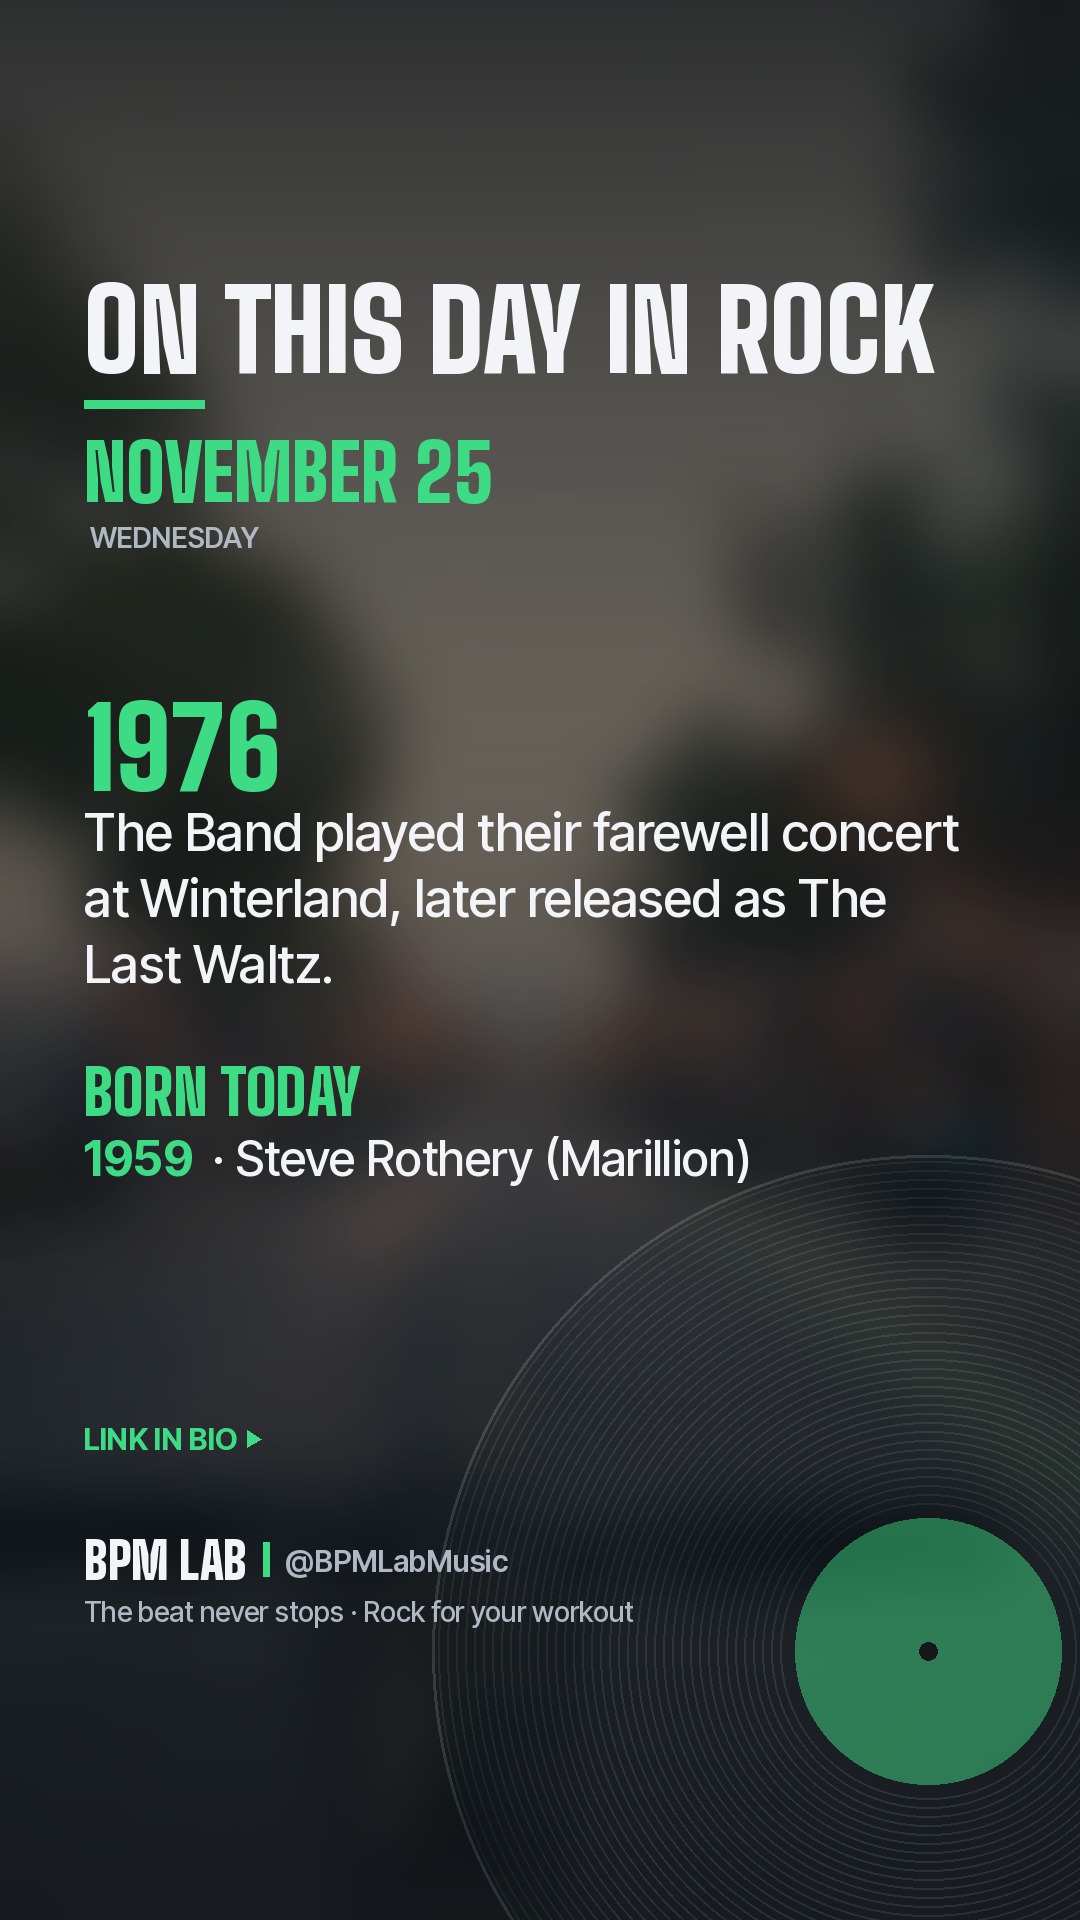 ON THIS DAY IN ROCK
NOVEMBER 25
WEDNESDAY
1976
The Band played their farewell concert
at Winterland, later released as The
Last Waltz.
BORN TODAY
1959 · Steve Rothery (Marillion)
LINK IN BIO ▶
BPM LAB | @BPMLabMusic
The beat never stops · Rock for your workout